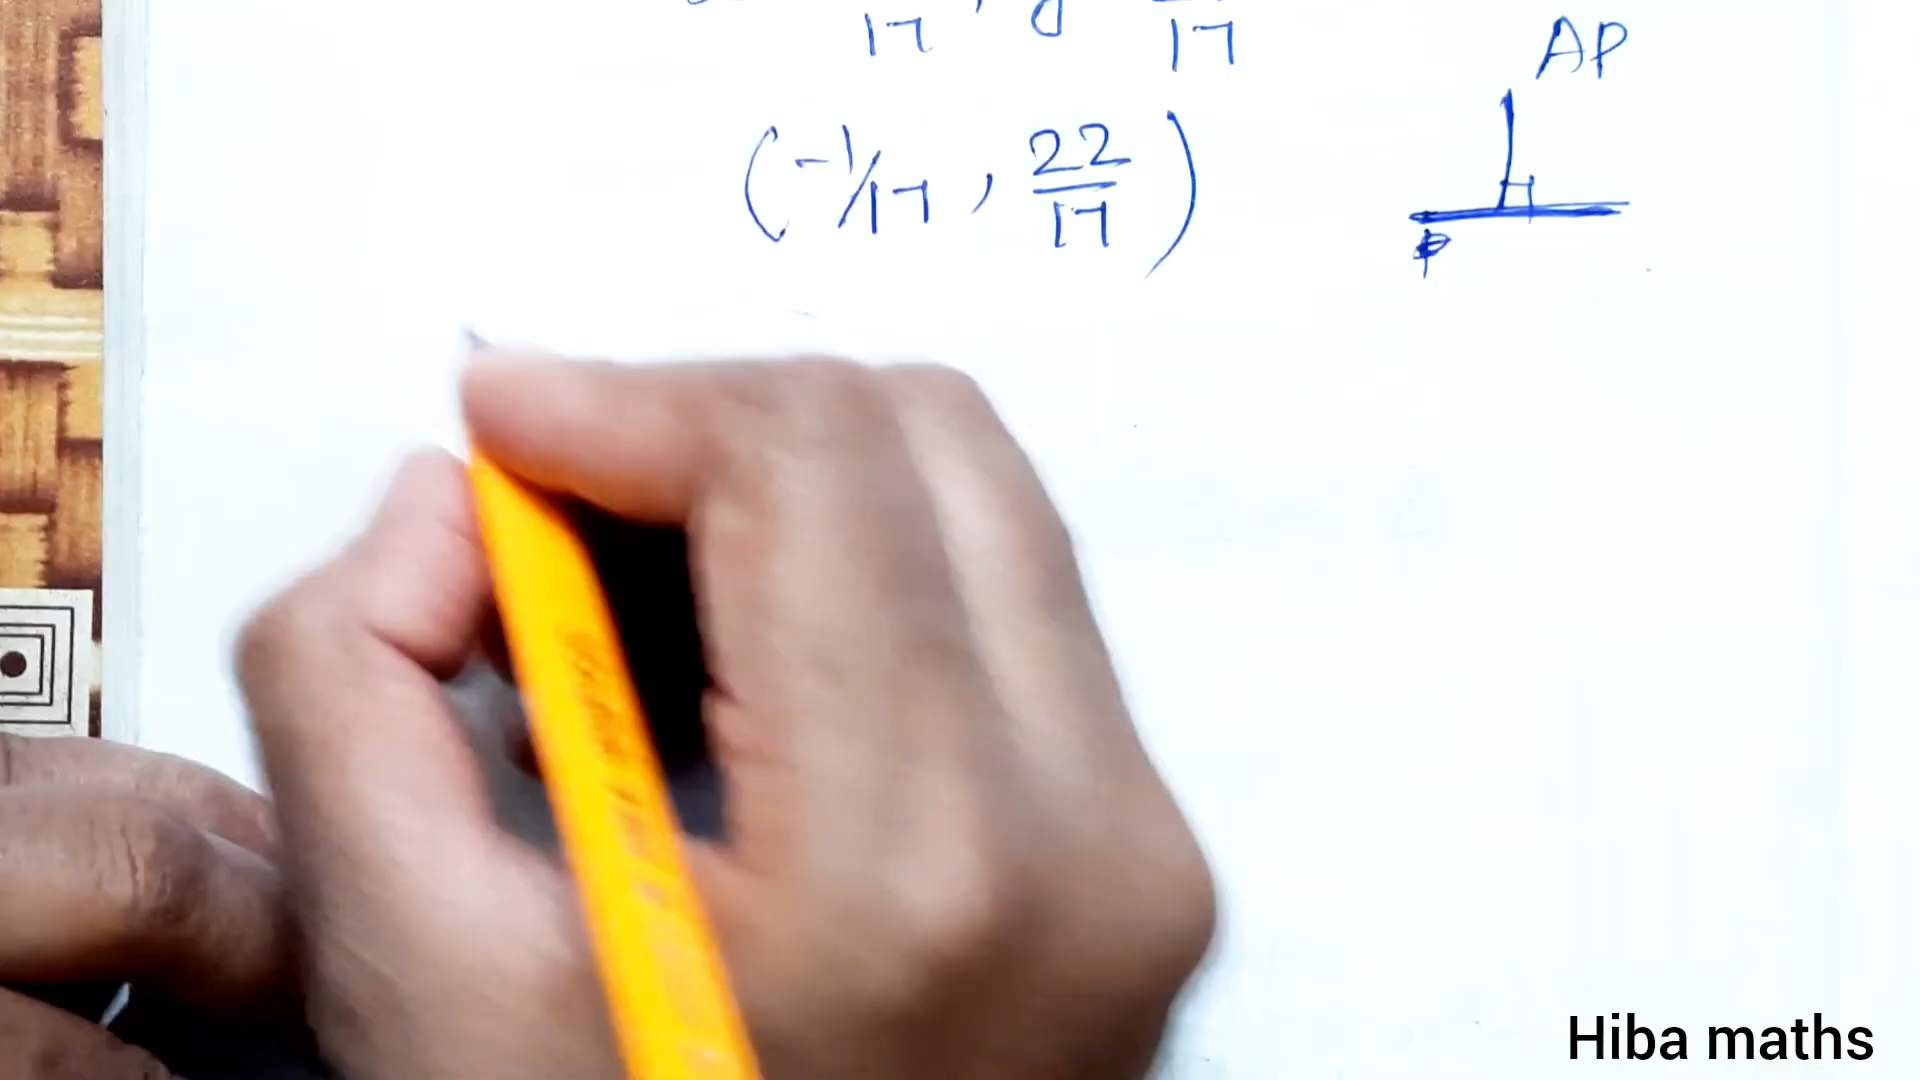 17 , y 17
AP
(-1/17 , 22/17)
P
Hiba maths